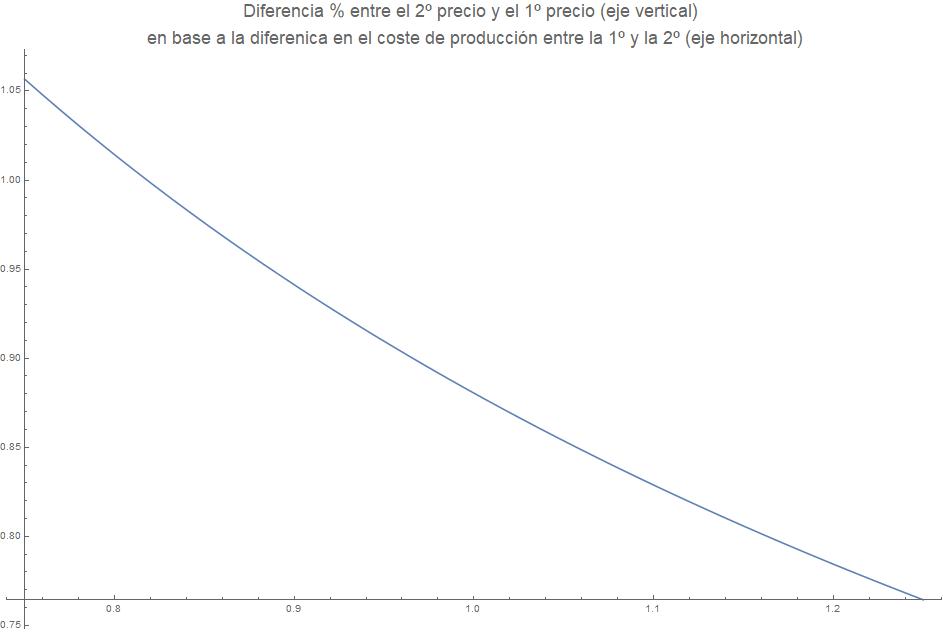 Diferencia % entre el 2º precio y el 1º precio (eje vertical)
en base a la diferenica en el coste de producción entre la 1º y la 2º (eje horizontal)
1.05
1.00
0.95
0.90
0.85
0.80
0.75
0.8 0.9 1.0 1.1 1.2